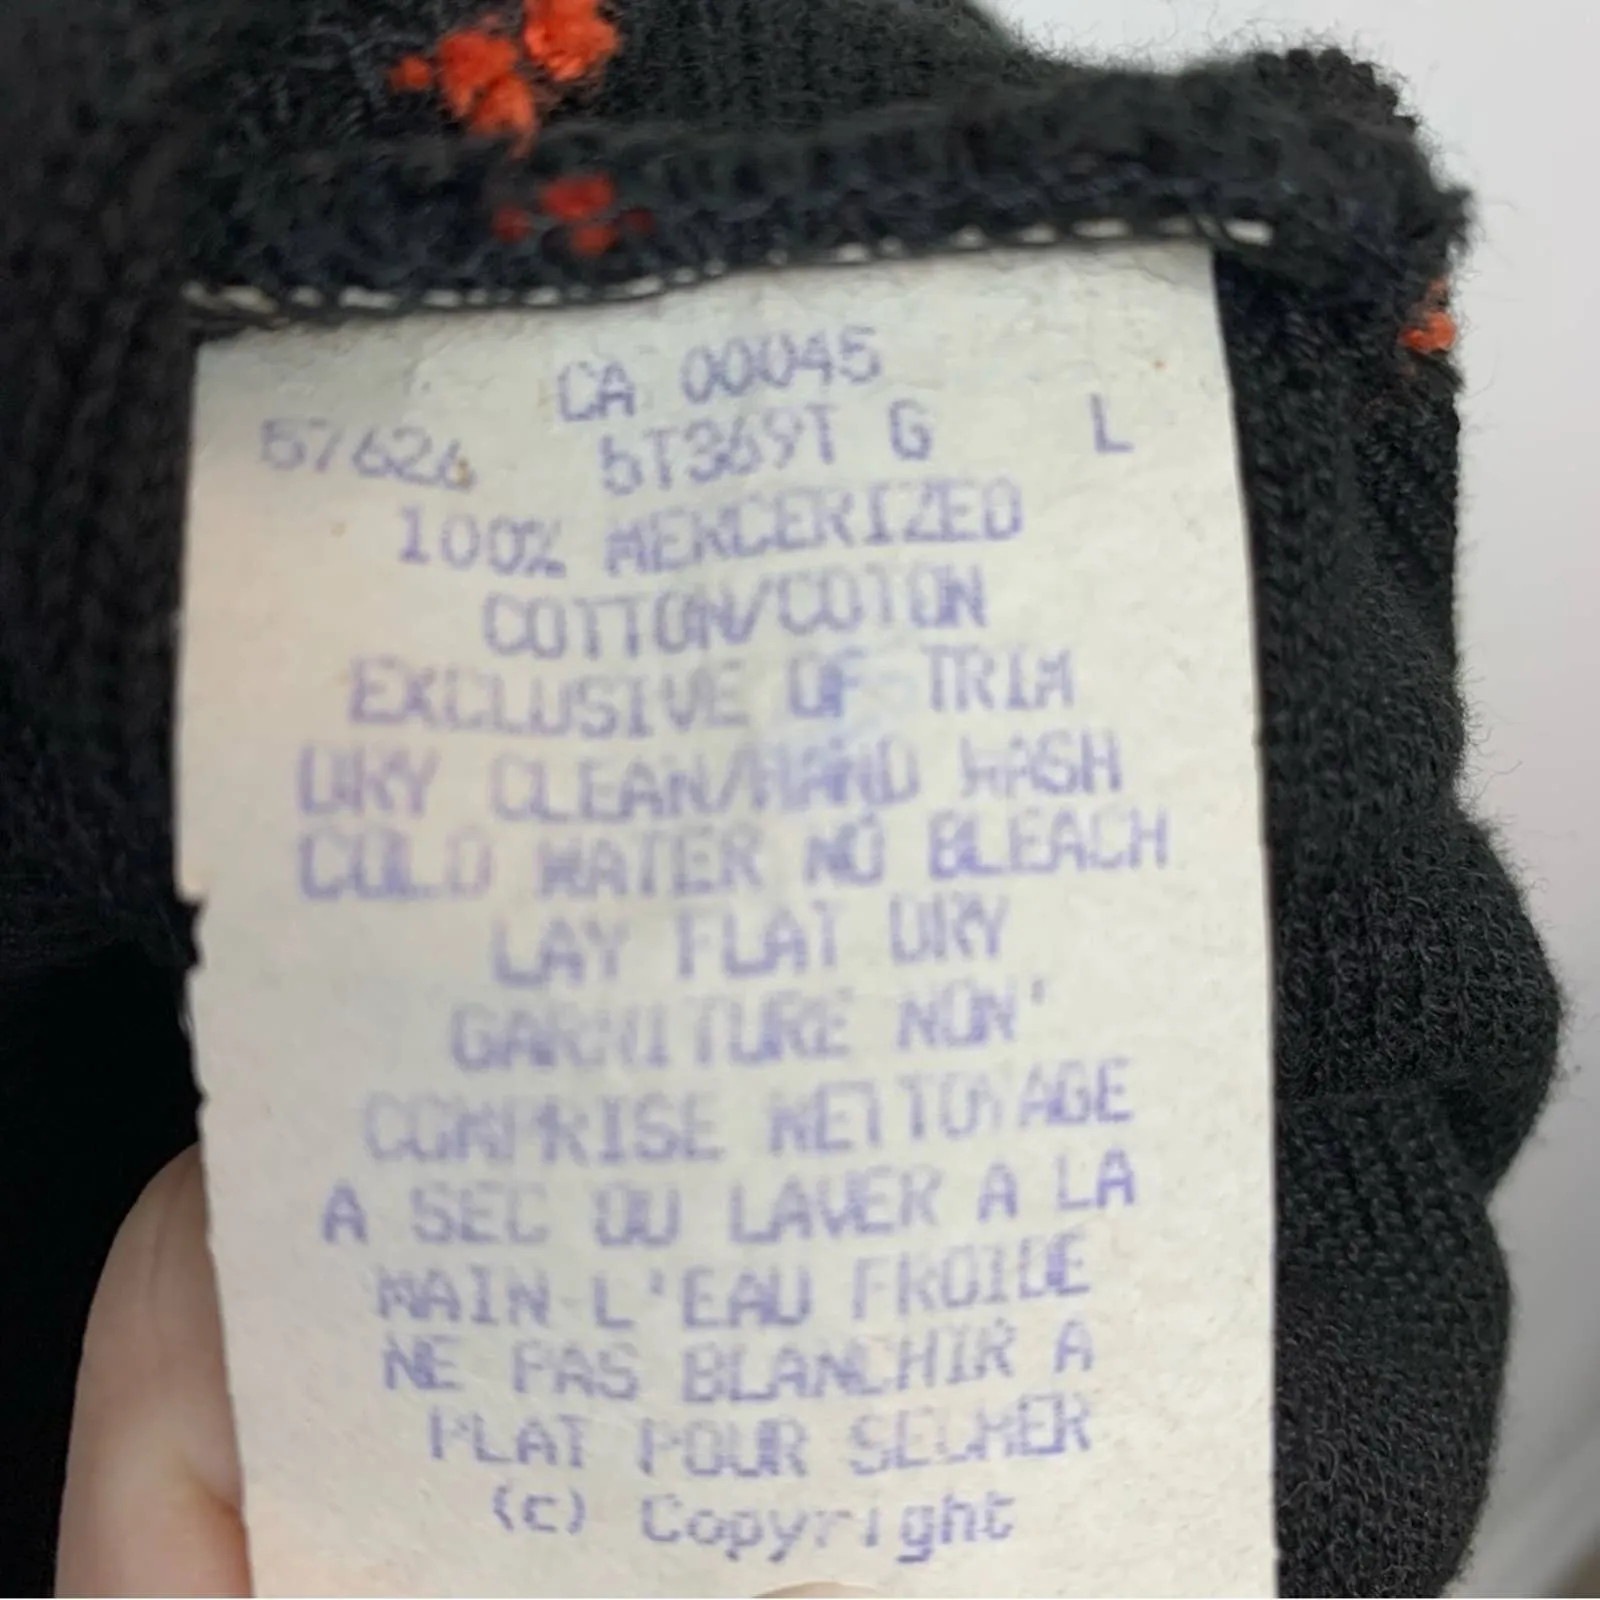 CA 00045
57626 5T369T G L
100% MERCERIZED
COTTON/COTON
EXCLUSIVE OF TRIM
DRY CLEAN/HAND WASH
COLD WATER NO BLEACH
LAY FLAT DRY
GARNITURE NON'
COMPRISE NETTOYAGE
A SEC OU LAVER A LA
MAIN L'EAU FROIDE
NE PAS BLANCHIR A
PLAT POUR SECHER
(c) Copyright